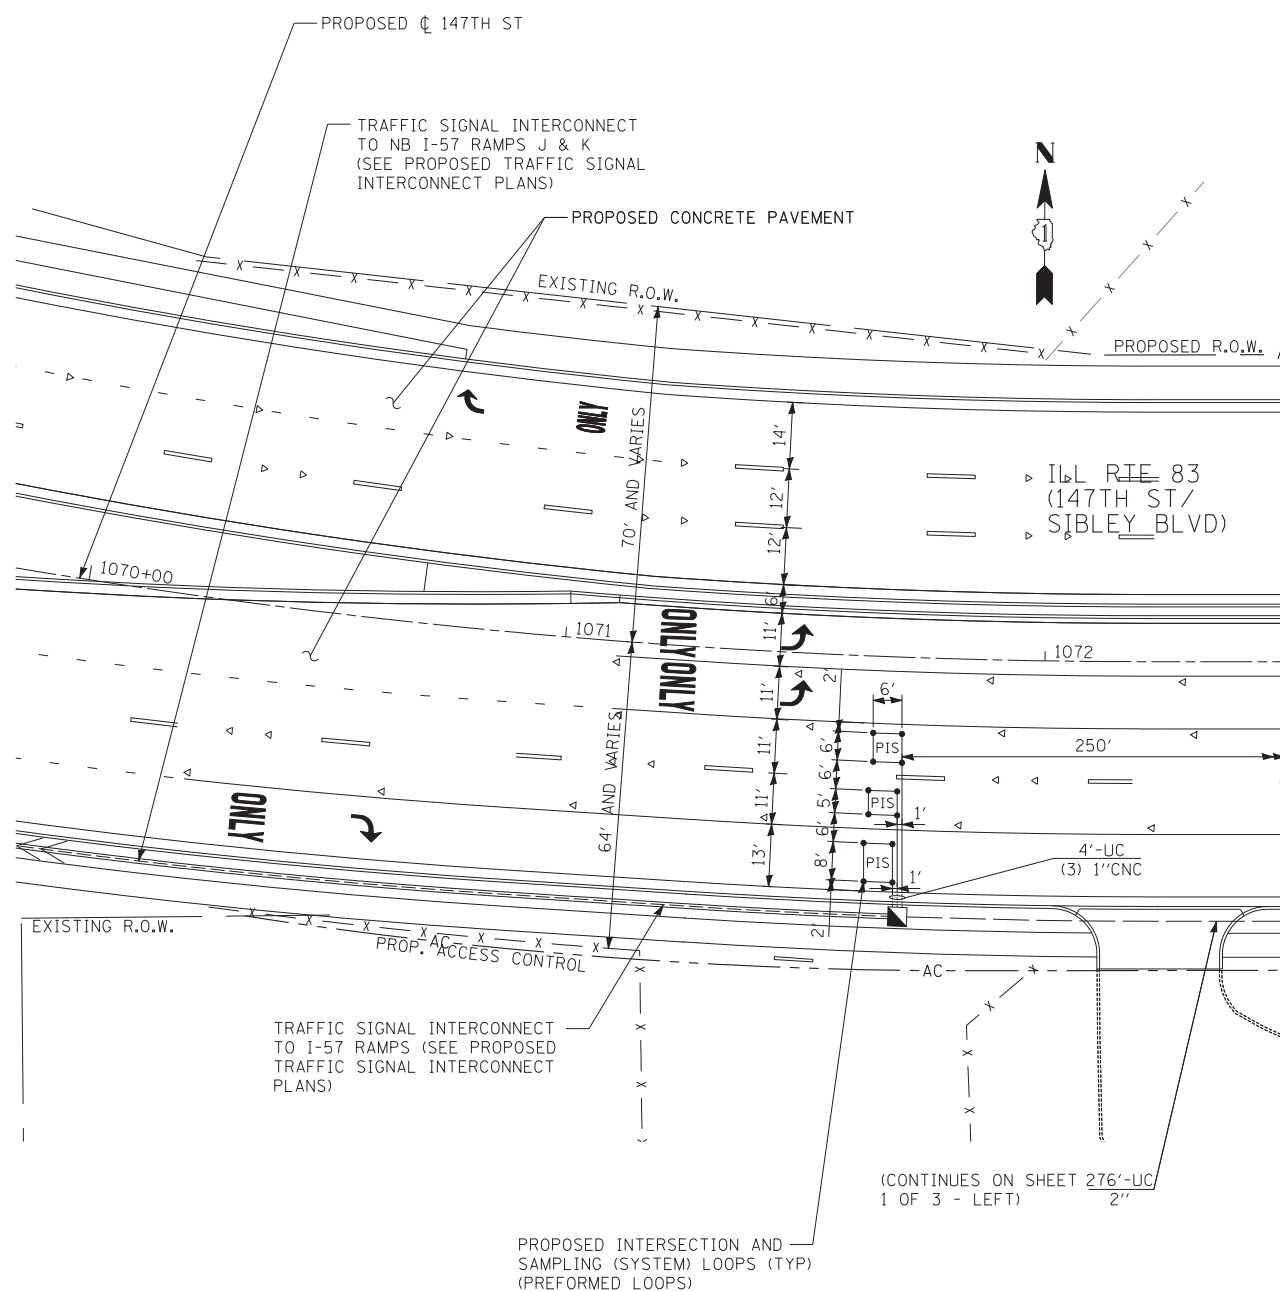 PROPOSED ℄ 147TH ST
TRAFFIC SIGNAL INTERCONNECT
TO NB I-57 RAMPS J & K
(SEE PROPOSED TRAFFIC SIGNAL
INTERCONNECT PLANS)
N
1
PROPOSED CONCRETE PAVEMENT
EXISTING R.O.W.
PROPOSED R.O.W.
ONLY
70' AND VARIES
14'
12'
12'
6'
11'
11'
11'
11'
13'
ILL RTE 83
(147TH ST/
SIBLEY BLVD)
1070+00
1071
1072
ONLY ONLY
2'
6'
6'
6'
5'
6'
8'
2'
PIS
PIS
PIS
250'
1'
1'
64' AND VARIES
ONLY
4'-UC
(3) 1"CNC
EXISTING R.O.W.
AC
PROP. ACCESS CONTROL
AC
TRAFFIC SIGNAL INTERCONNECT
TO I-57 RAMPS (SEE PROPOSED
TRAFFIC SIGNAL INTERCONNECT
PLANS)
(CONTINUES ON SHEET
1 OF 3 - LEFT)
276'-UC
2"
PROPOSED INTERSECTION AND
SAMPLING (SYSTEM) LOOPS (TYP)
(PREFORMED LOOPS)